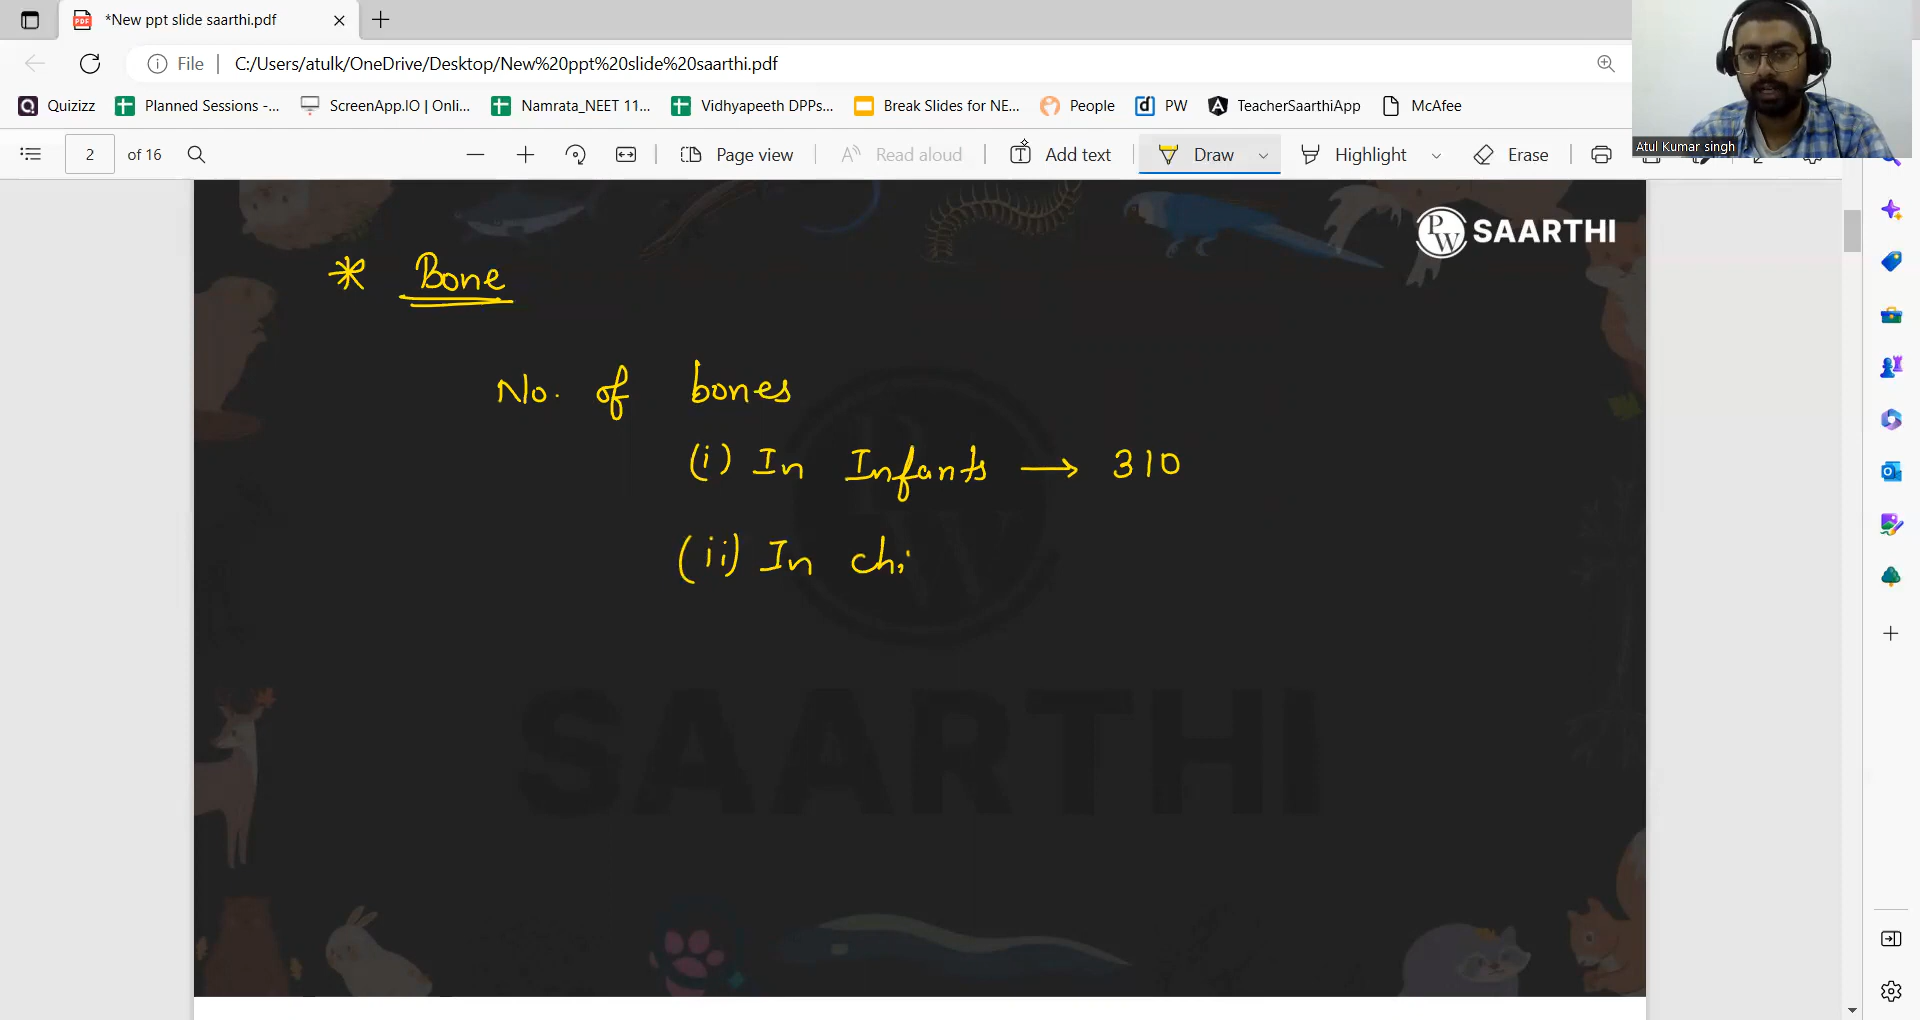 *New ppt slide saarthi.pdf
File C:/Users/atulk/OneDrive/Desktop/New%20ppt%20slide%20saarthi.pdf
Quizizz Planned Sessions -... ScreenApp.IO | Onli... Namrata_NEET 11... Vidhyapeeth DPPs... Break Slides for NE... People PW TeacherSaarthiApp McAfee
Atul Kumar singh
2 of 16 Page view Read aloud Add text Draw Highlight Erase
PW SAARTHI
* Bone
No. of bones
(i) In Infants → 310
(ii) In chi
PW
SAARTHI